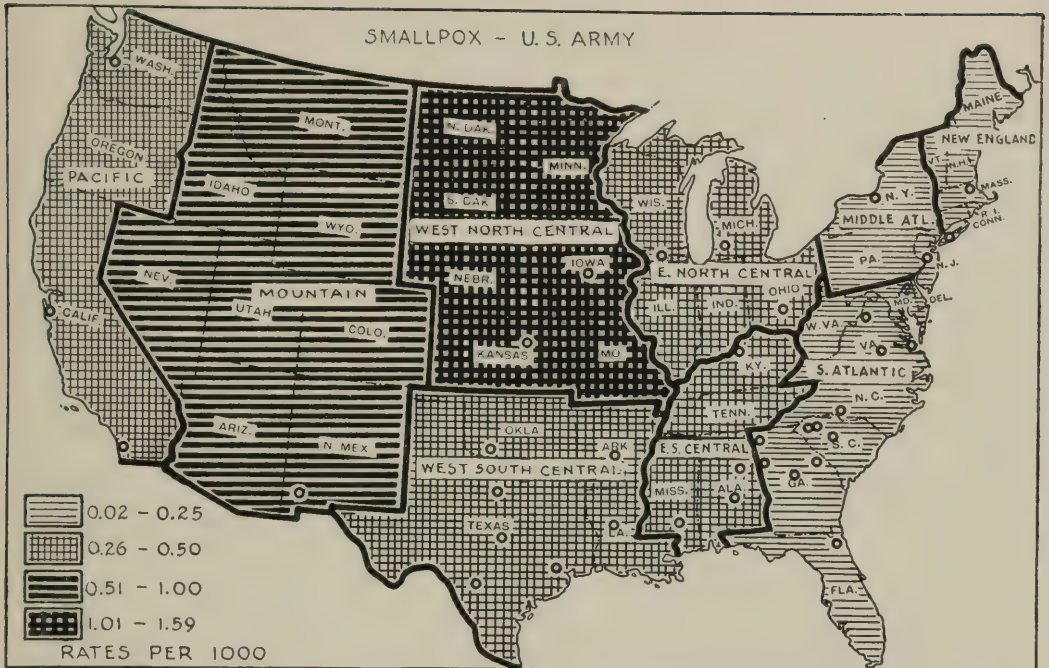 SMALLPOX - U.S. ARMY
WASH.
OREGON
PACIFIC
CALIF
MONT.
IDAHO
WYO.
NEV.
MOUNTAIN
UTAH
COLO.
ARIZ.
N. MEX
N. DAK
MINN.
S. DAK
WEST NORTH CENTRAL
NEBR.
IOWA
KANSAS
MO.
WIS.
MICH.
E. NORTH CENTRAL
ILL.
IND.
OHIO
MAINE
NEW ENGLAND
VT.
N.H.
MASS.
R.I.
CONN.
N.Y.
MIDDLE ATL.
PA.
N.J.
MD.
DEL.
W. VA.
VA.
S. ATLANTIC
N.C.
S.C.
GA.
FLA.
KY.
TENN.
E.S. CENTRAL
MISS.
ALA.
OKLA
ARK
WEST SOUTH CENTRAL
TEXAS
LA.
0.02 - 0.25
0.26 - 0.50
0.51 - 1.00
1.01 - 1.59
RATES PER 1000